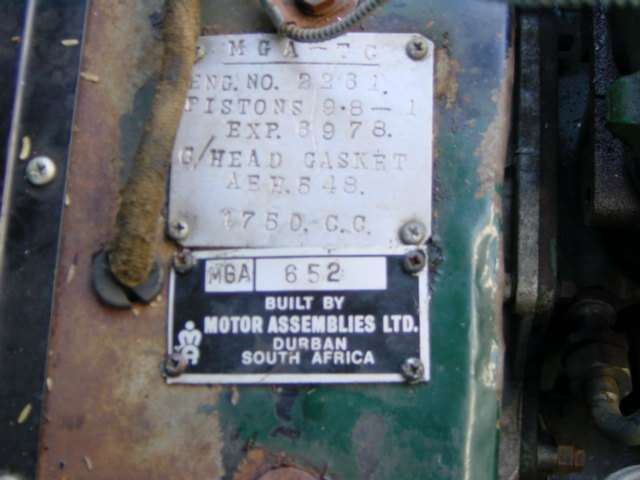 MGA-TC
ENG. NO. 2261.
PISTONS 9.8-1
EXP. 8978.
C/HEAD GASKET
AEH.548.
1750. C.C.
MGA 652
BUILT BY
MOTOR ASSEMBLIES LTD.
DURBAN
SOUTH AFRICA